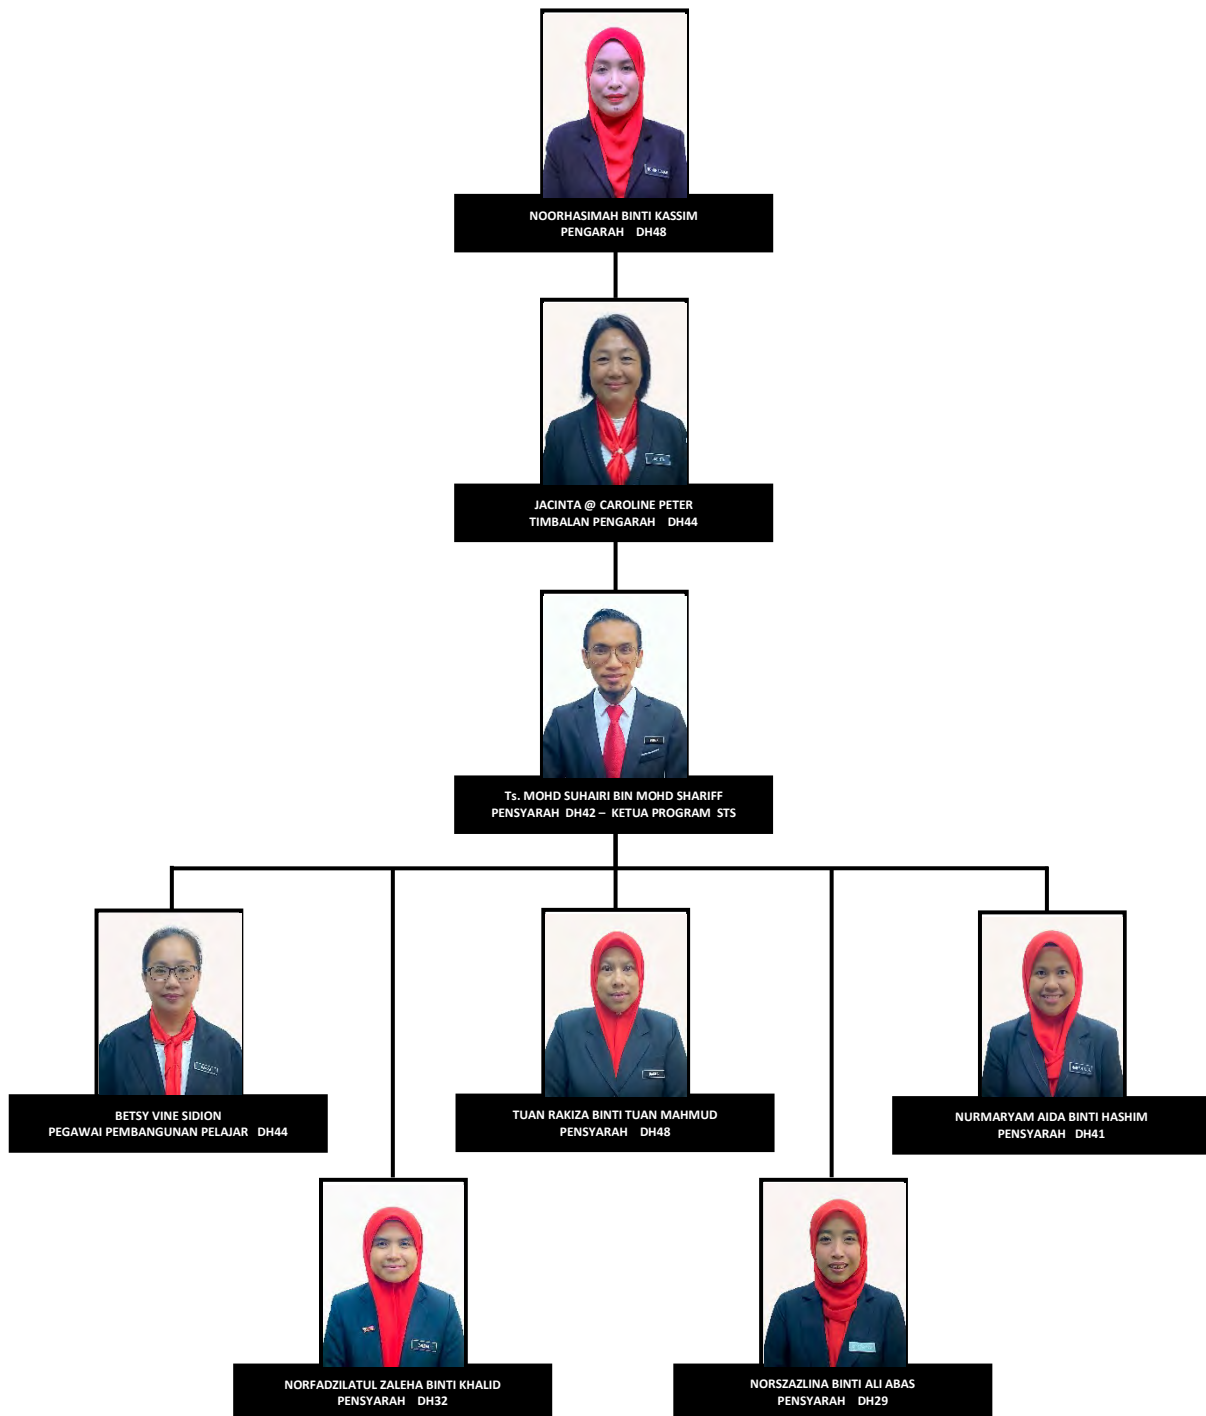 NOORHASIMAH BINTI KASSIM
PENGARAH DH48
JACINTA @ CAROLINE PETER
TIMBALAN PENGARAH DH44
Ts. MOHD SUHAIRI BIN MOHD SHARIFF
PENSYARAH DH42 – KETUA PROGRAM STS
BETSY VINE SIDION
PEGAWAI PEMBANGUNAN PELAJAR DH44
TUAN RAKIZA BINTI TUAN MAHMUD
PENSYARAH DH48
NURMARYAM AIDA BINTI HASHIM
PENSYARAH DH41
NORFADZILATUL ZALEHA BINTI KHALID
PENSYARAH DH32
NORSZAZLINA BINTI ALI ABAS
PENSYARAH DH29